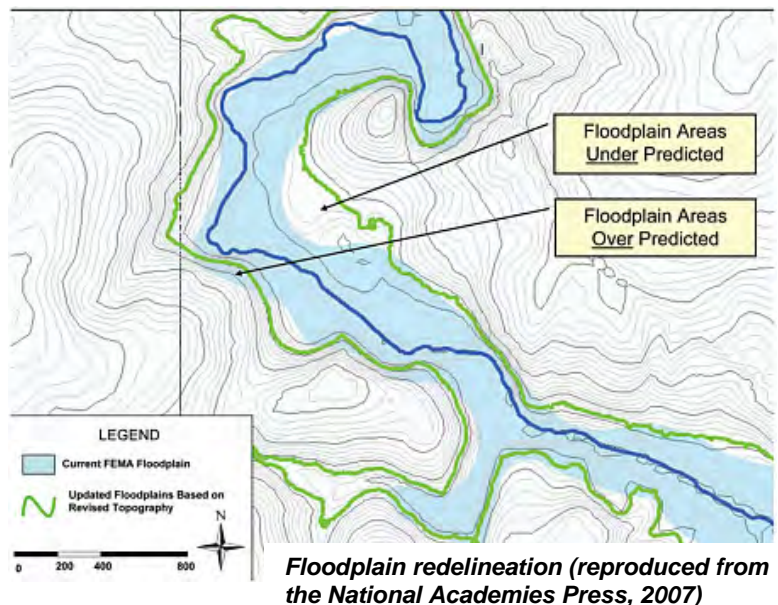 Floodplain Areas
Under Predicted
Floodplain Areas
Over Predicted
LEGEND
Current FEMA Floodplain
Updated Floodplains Based on
Revised Topography
N
0 200 400 800
Floodplain redelineation (reproduced from
the National Academies Press, 2007)